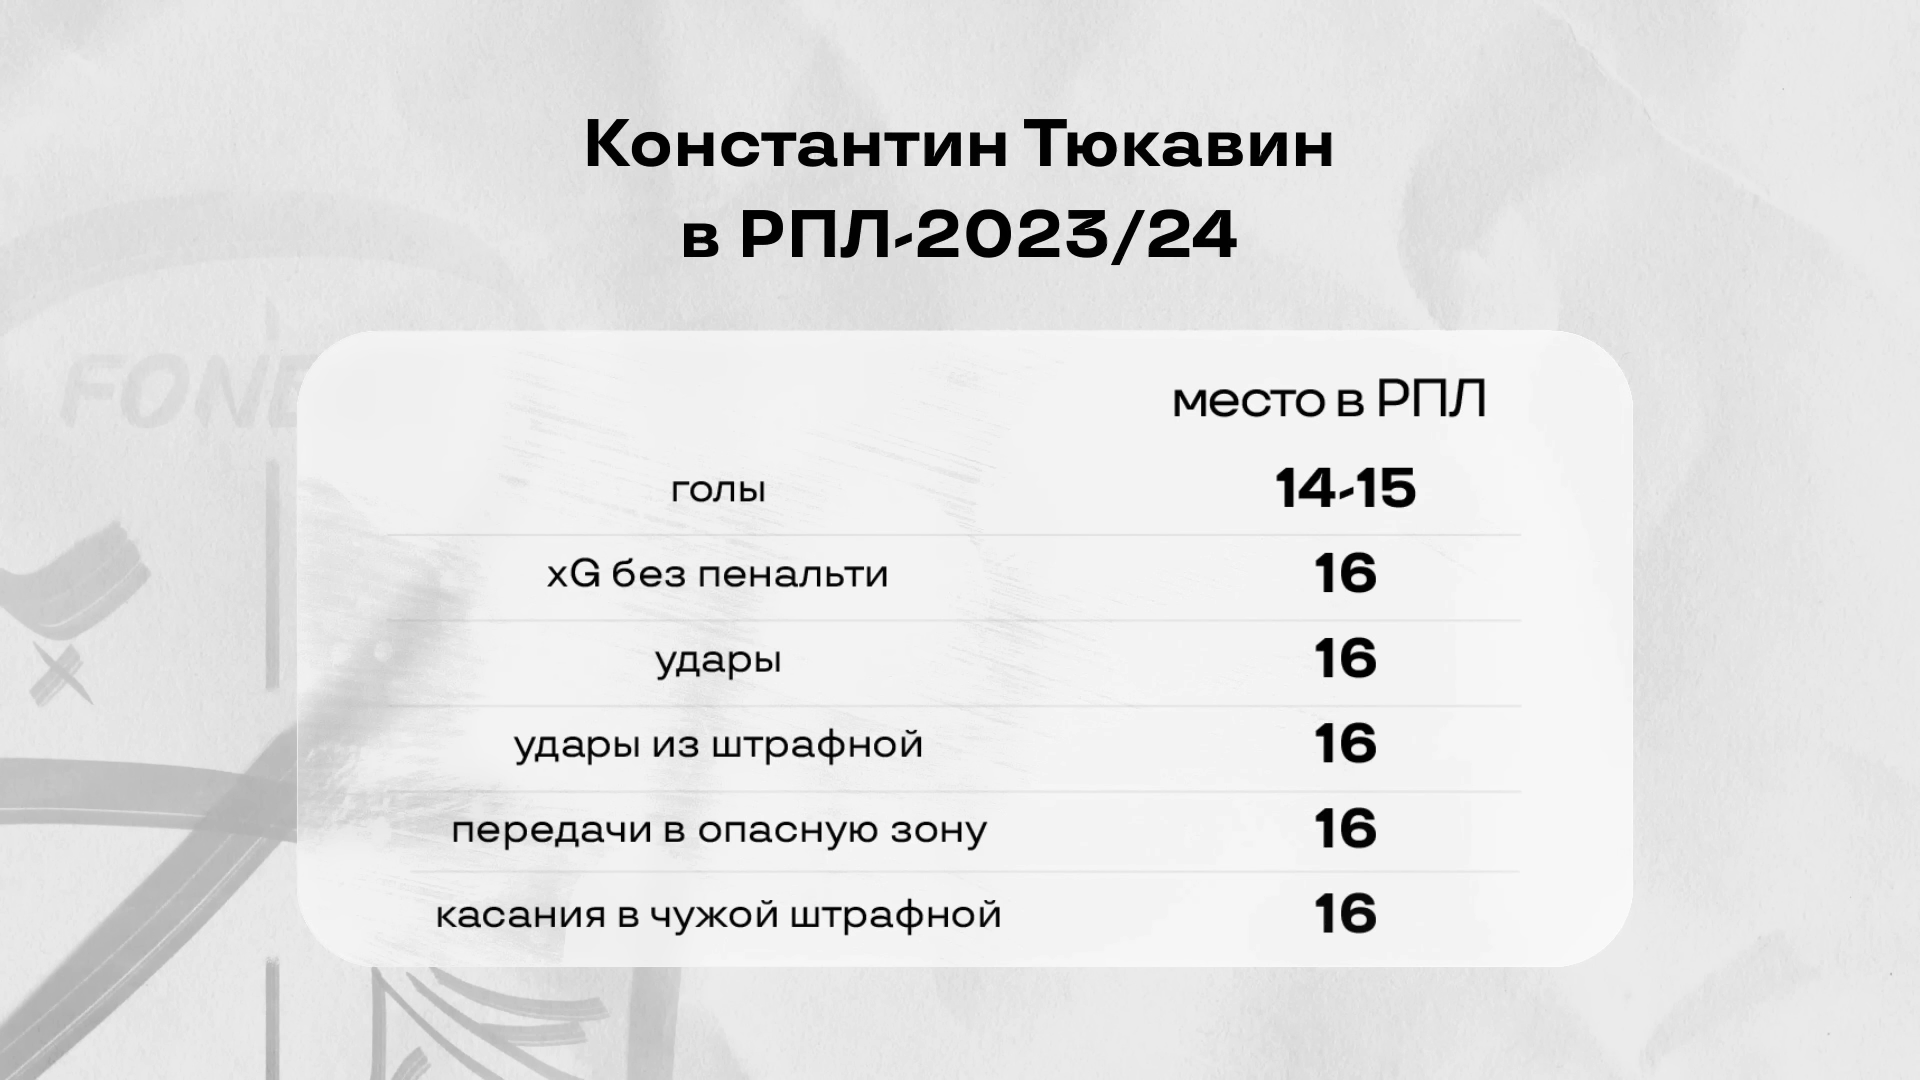 Константин Тюкавин
в РПЛ-2023/24
место в РПЛ
голы 14-15
xG без пенальти 16
удары 16
удары из штрафной 16
передачи в опасную зону 16
касания в чужой штрафной 16